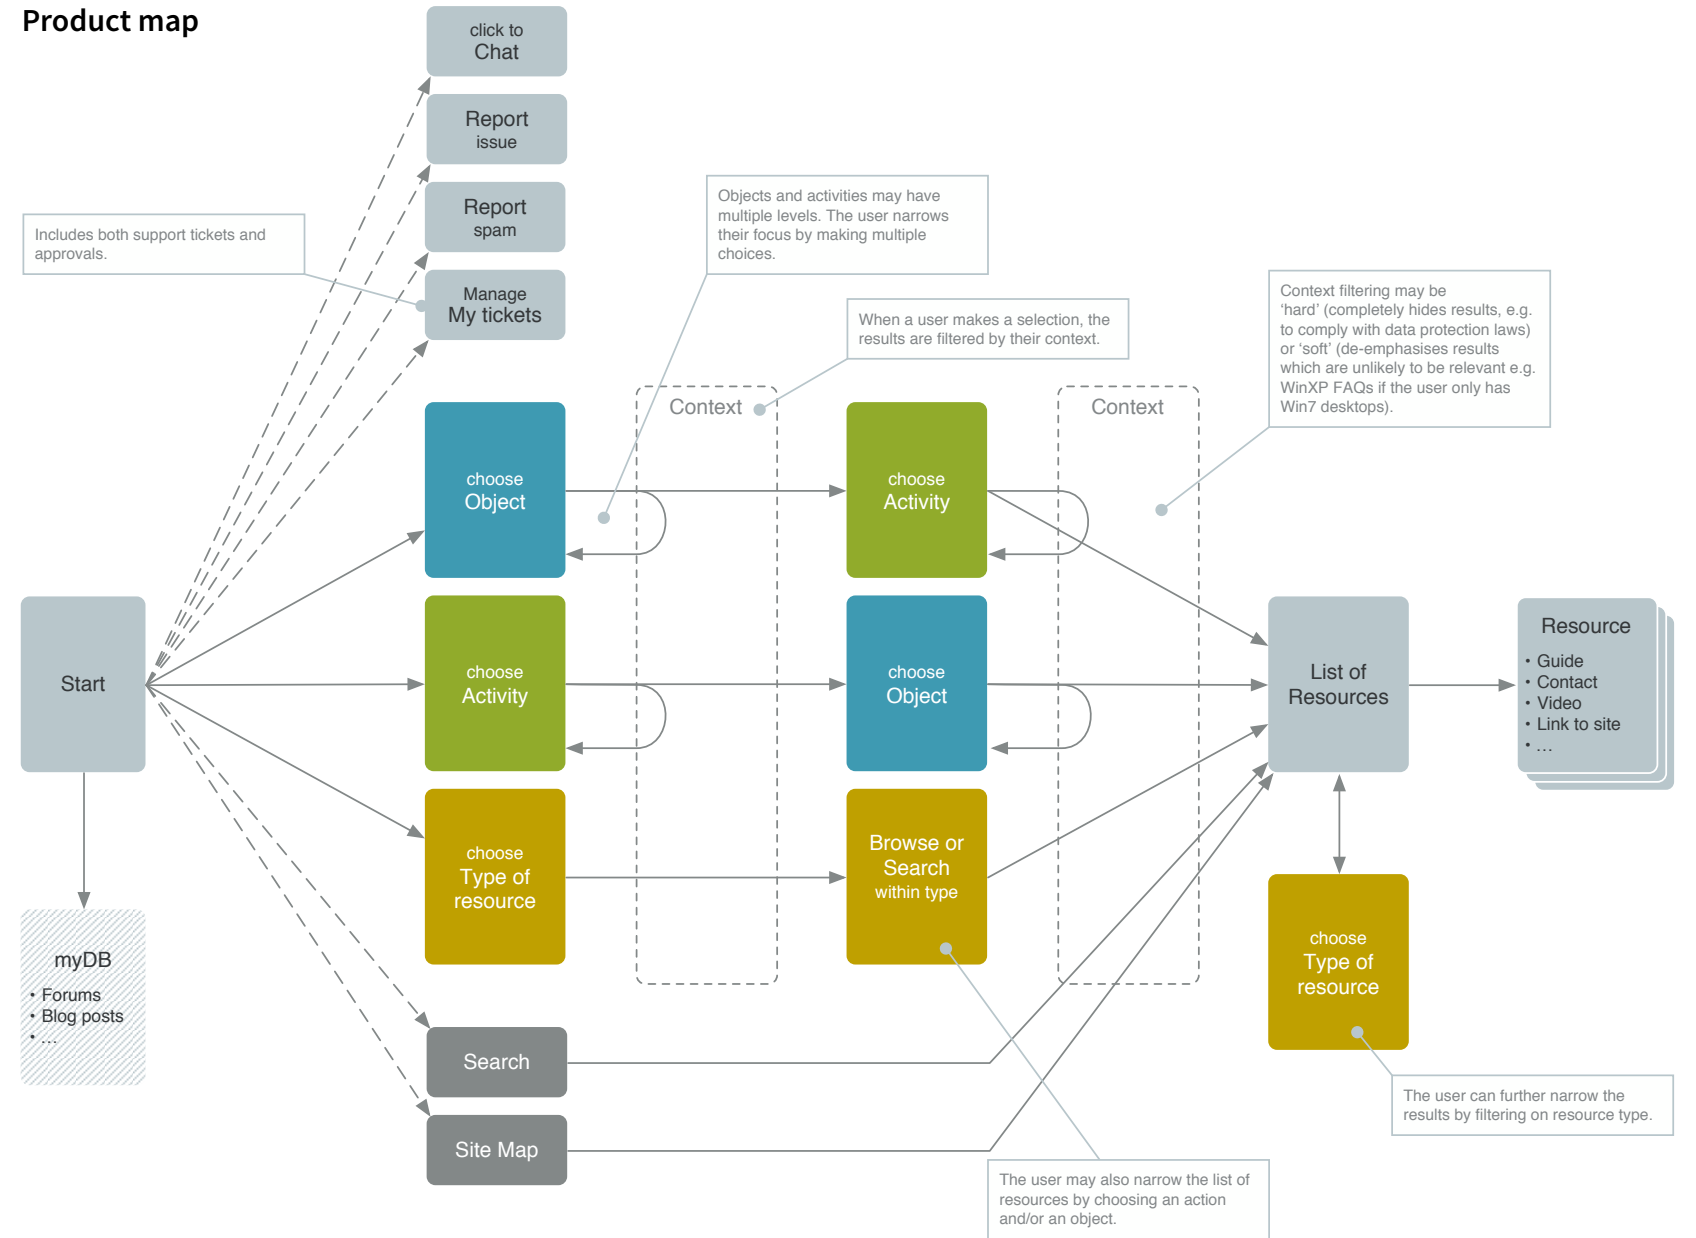 Product map
click to
Chat
Report
issue
Report
spam
Manage
My tickets
Includes both support tickets and
approvals.
Objects and activities may have
multiple levels. The user narrows
their focus by making multiple
choices.
When a user makes a selection, the
results are filtered by their context.
Context filtering may be
‘hard’ (completely hides results, e.g.
to comply with data protection laws)
or ‘soft’ (de-emphasises results
which are unlikely to be relevant e.g.
WinXP FAQs if the user only has
Win7 desktops).
Context
Context
choose
Object
choose
Activity
Start
choose
Activity
choose
Object
List of
Resources
Resource
• Guide
• Contact
• Video
• Link to site
• …
choose
Type of
resource
Browse or
Search
within type
choose
Type of
resource
myDB
• Forums
• Blog posts
• …
Search
Site Map
The user can further narrow the
results by filtering on resource type.
The user may also narrow the list of
resources by choosing an action
and/or an object.